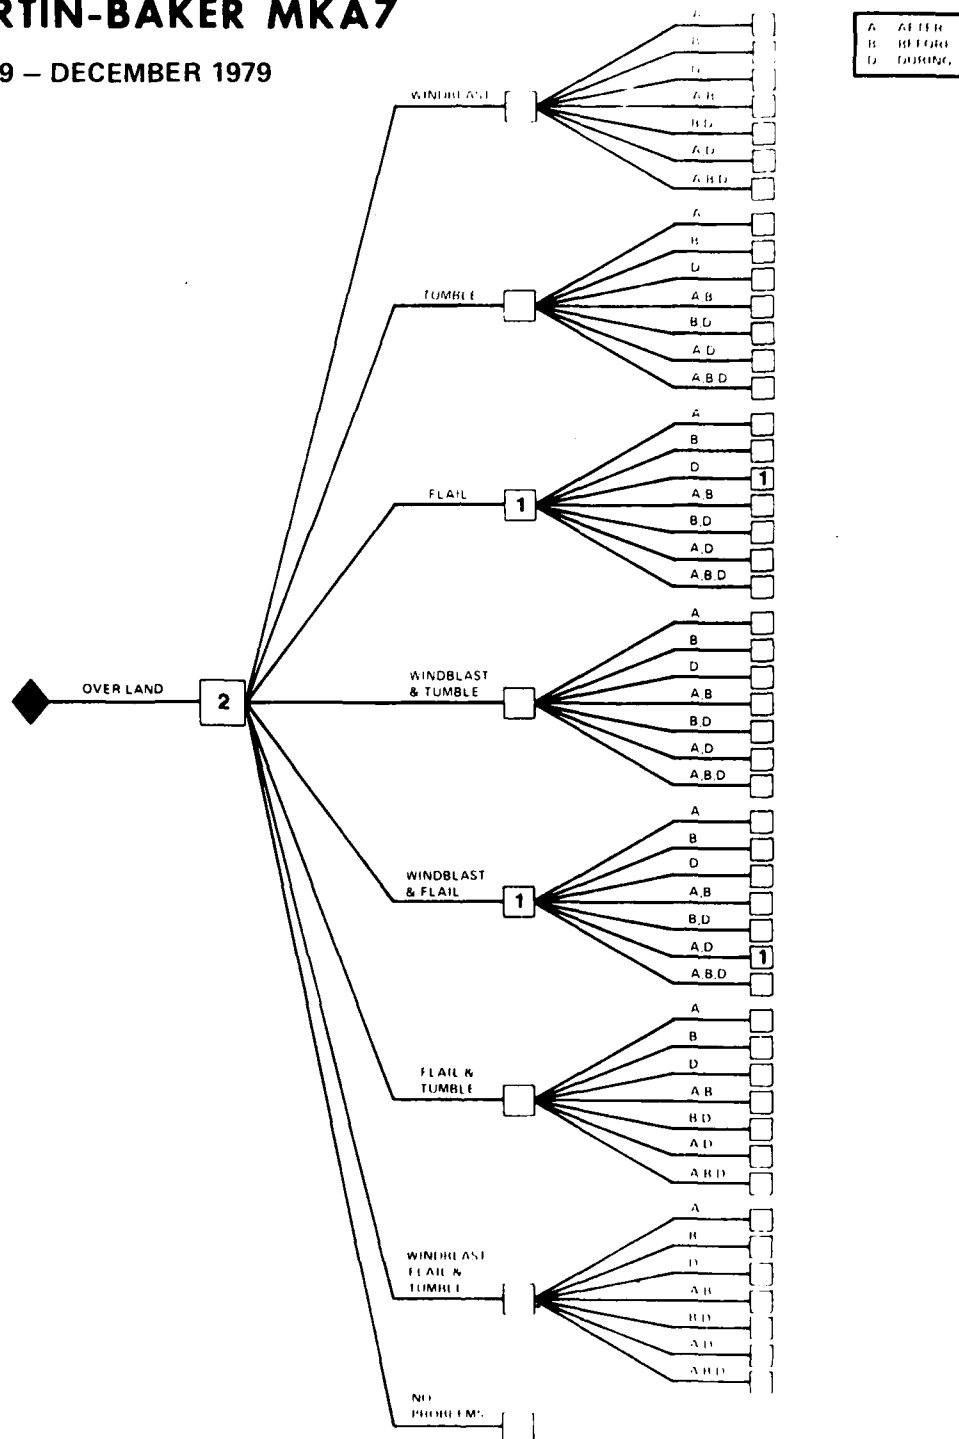 RTIN-BAKER MKA7
9 – DECEMBER 1979
A AFTER
B BEFORE
D DURING
OVER LAND
2
WINDBLAST
A
B
D
A,B
B,D
A,D
A,B,D
TUMBLE
A
B
D
A,B
B,D
A,D
A,B,D
FLAIL
1
A
B
D
1
A,B
B,D
A,D
A,B,D
WINDBLAST
& TUMBLE
A
B
D
A,B
B,D
A,D
A,B,D
WINDBLAST
& FLAIL
1
A
B
D
A,B
B,D
A,D
1
A,B,D
FLAIL &
TUMBLE
A
B
D
A,B
B,D
A,D
A,B,D
WINDBLAST
FLAIL &
TUMBLE
A
B
D
A,B
B,D
A,D
A,B,D
NO
PROBLEMS